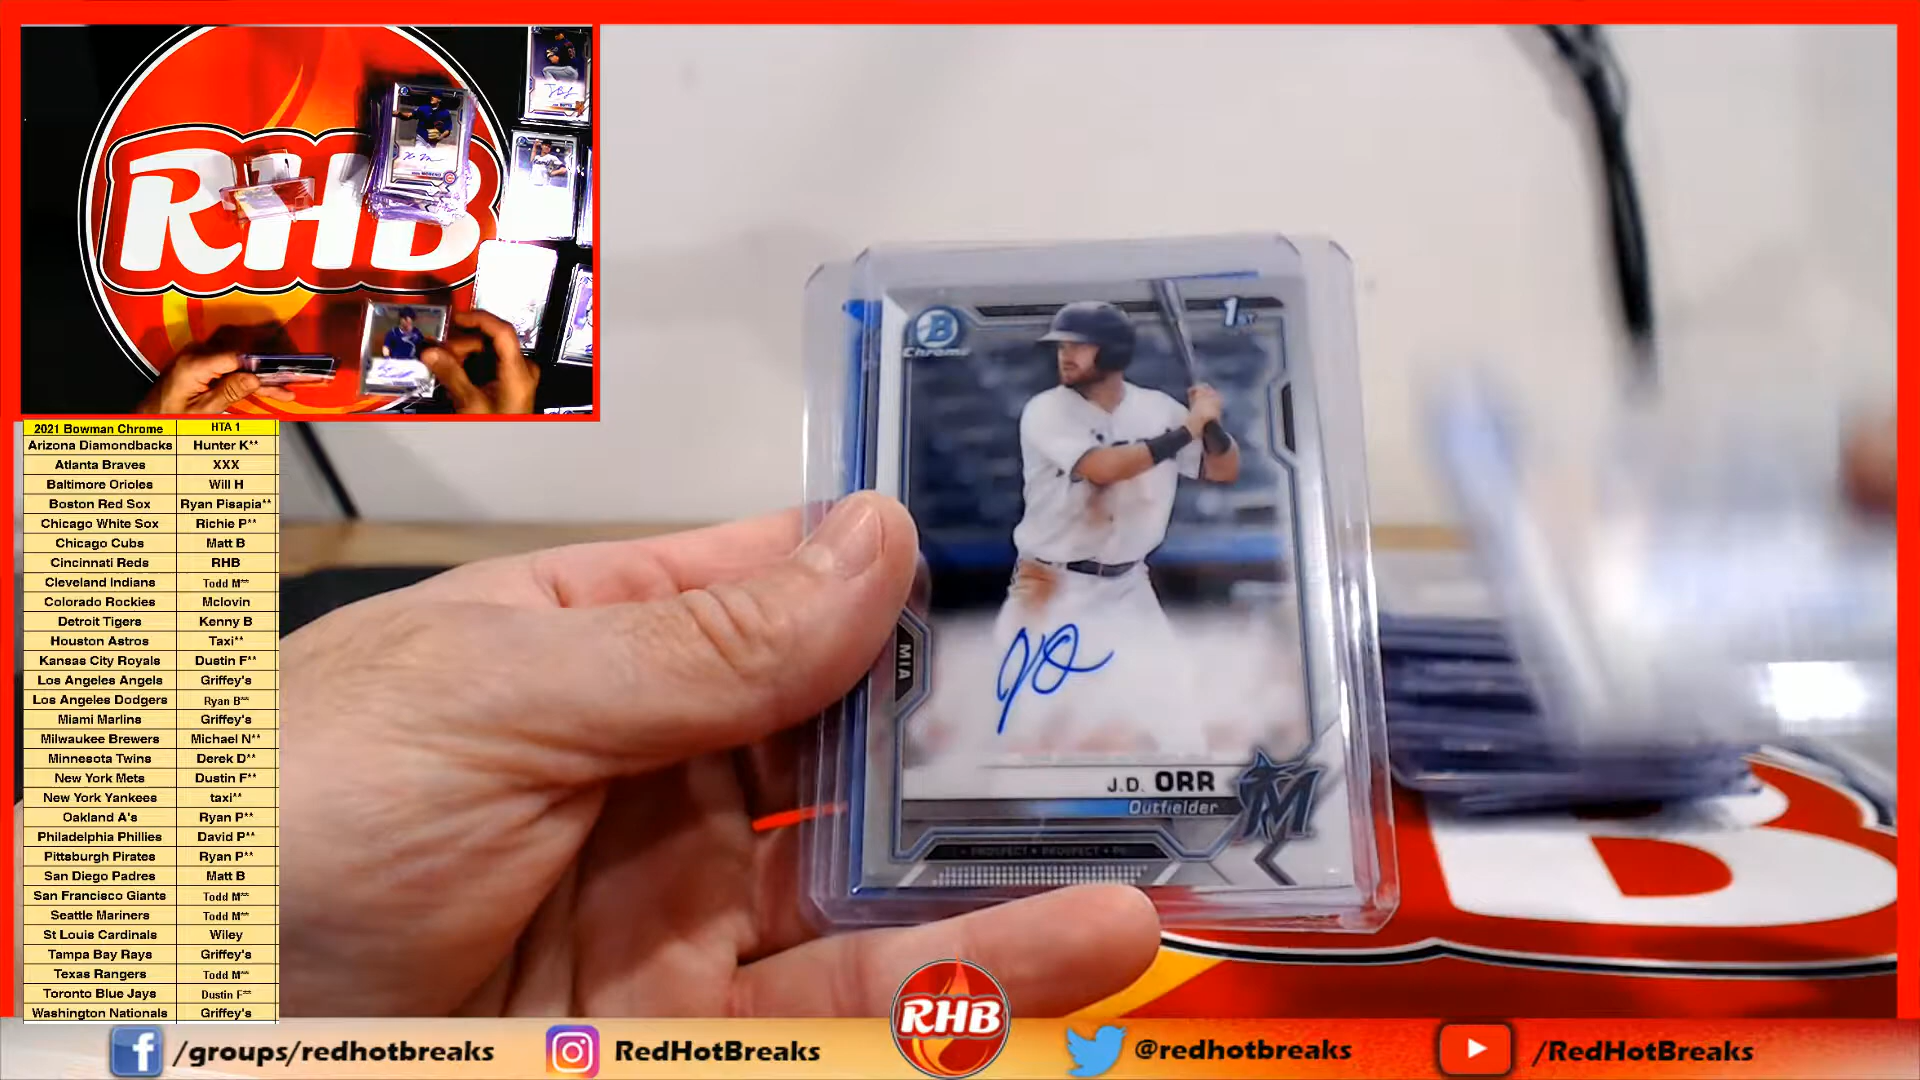 RHB
MORENO
2021 Bowman Chrome HTA 1
Arizona Diamondbacks Hunter K**
Atlanta Braves XXX
Baltimore Orioles Will H
Boston Red Sox Ryan Pisapia**
Chicago White Sox Richie P**
Chicago Cubs Matt B
Cincinnati Reds RHB
Cleveland Indians Todd M**
Colorado Rockies Mclovin
Detroit Tigers Kenny B
Houston Astros Taxi**
Kansas City Royals Dustin F**
Los Angeles Angels Griffey's
Los Angeles Dodgers Ryan B**
Miami Marlins Griffey's
Milwaukee Brewers Michael N**
Minnesota Twins Derek D**
New York Mets Dustin F**
New York Yankees taxi**
Oakland A's Ryan P**
Philadelphia Phillies David P**
Pittsburgh Pirates Ryan P**
San Diego Padres Matt B
San Francisco Giants Todd M**
Seattle Mariners Todd M**
St Louis Cardinals Wiley
Tampa Bay Rays Griffey's
Texas Rangers Todd M**
Toronto Blue Jays Dustin F**
Washington Nationals Griffey's
B
Chrome
1ST
MIA
J.D. ORR
Outfielder
M
PROSPECT • PROSPECT
B
/groups/redhotbreaks
RedHotBreaks
RHB
@redhotbreaks
/RedHotBreaks